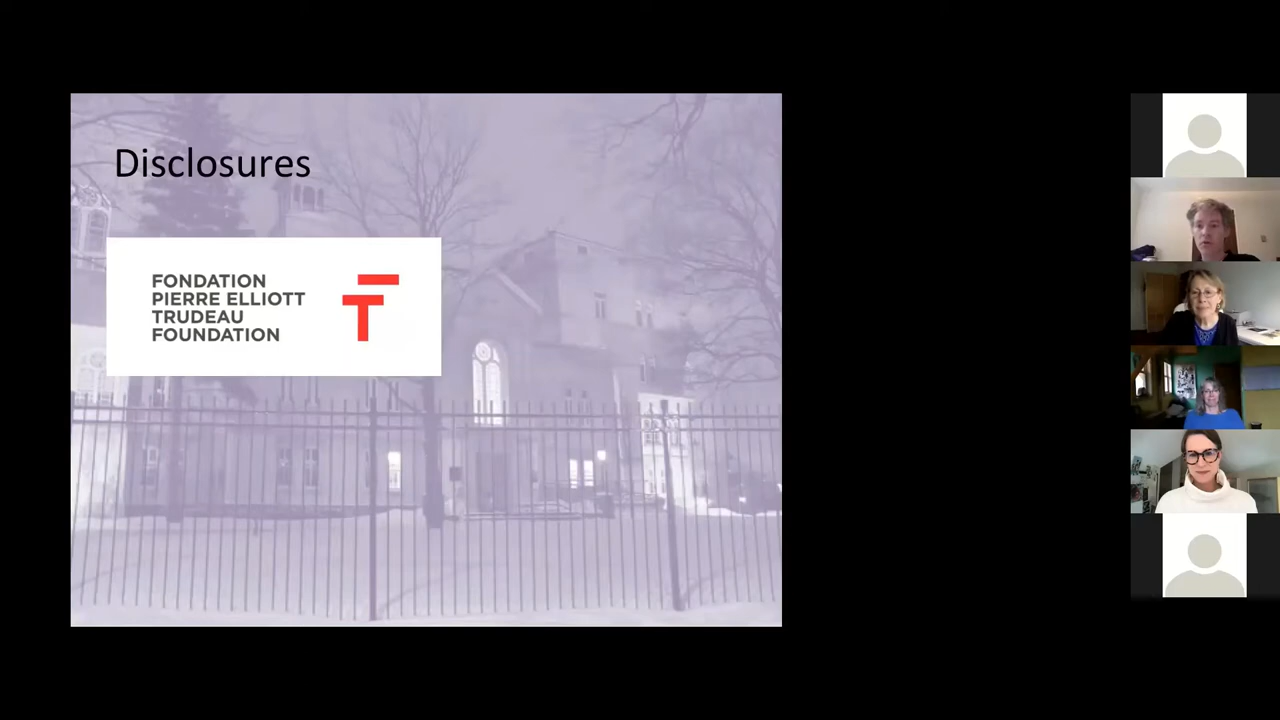 Disclosures
FONDATION
PIERRE ELLIOTT
TRUDEAU
FOUNDATION